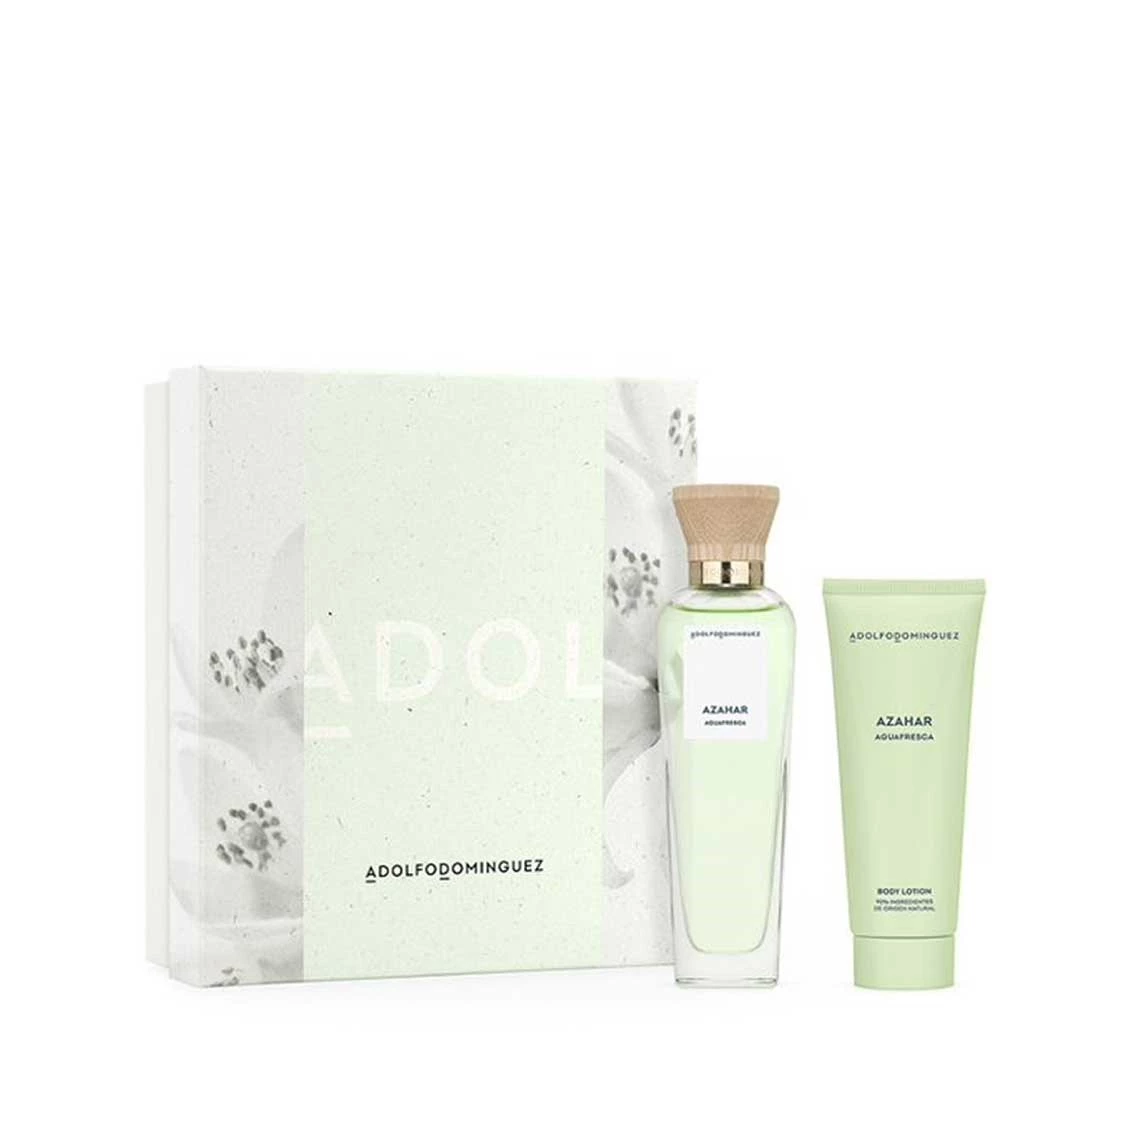 ADOL
ADOLFODOMINGUEZ
ADOLFODOMINGUEZ
AZAHAR
AGUAFRESCA
ADOLFODOMINGUEZ
AZAHAR
AGUAFRESCA
BODY LOTION
90% INGREDIENTES
DE ORIGEN NATURAL